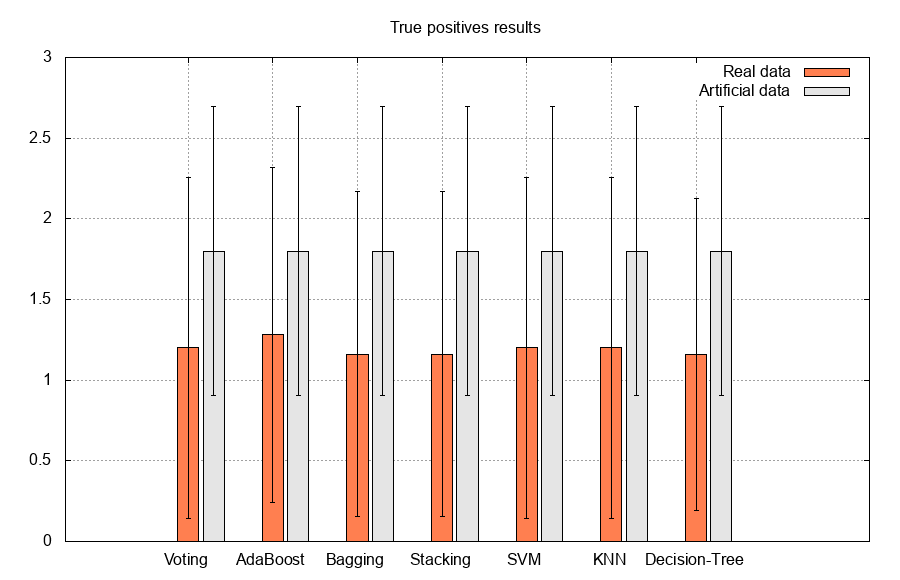 True positives results
Real data
Artificial data
3
2.5
2
1.5
1
0.5
0
Voting AdaBoost Bagging Stacking SVM KNN Decision-Tree